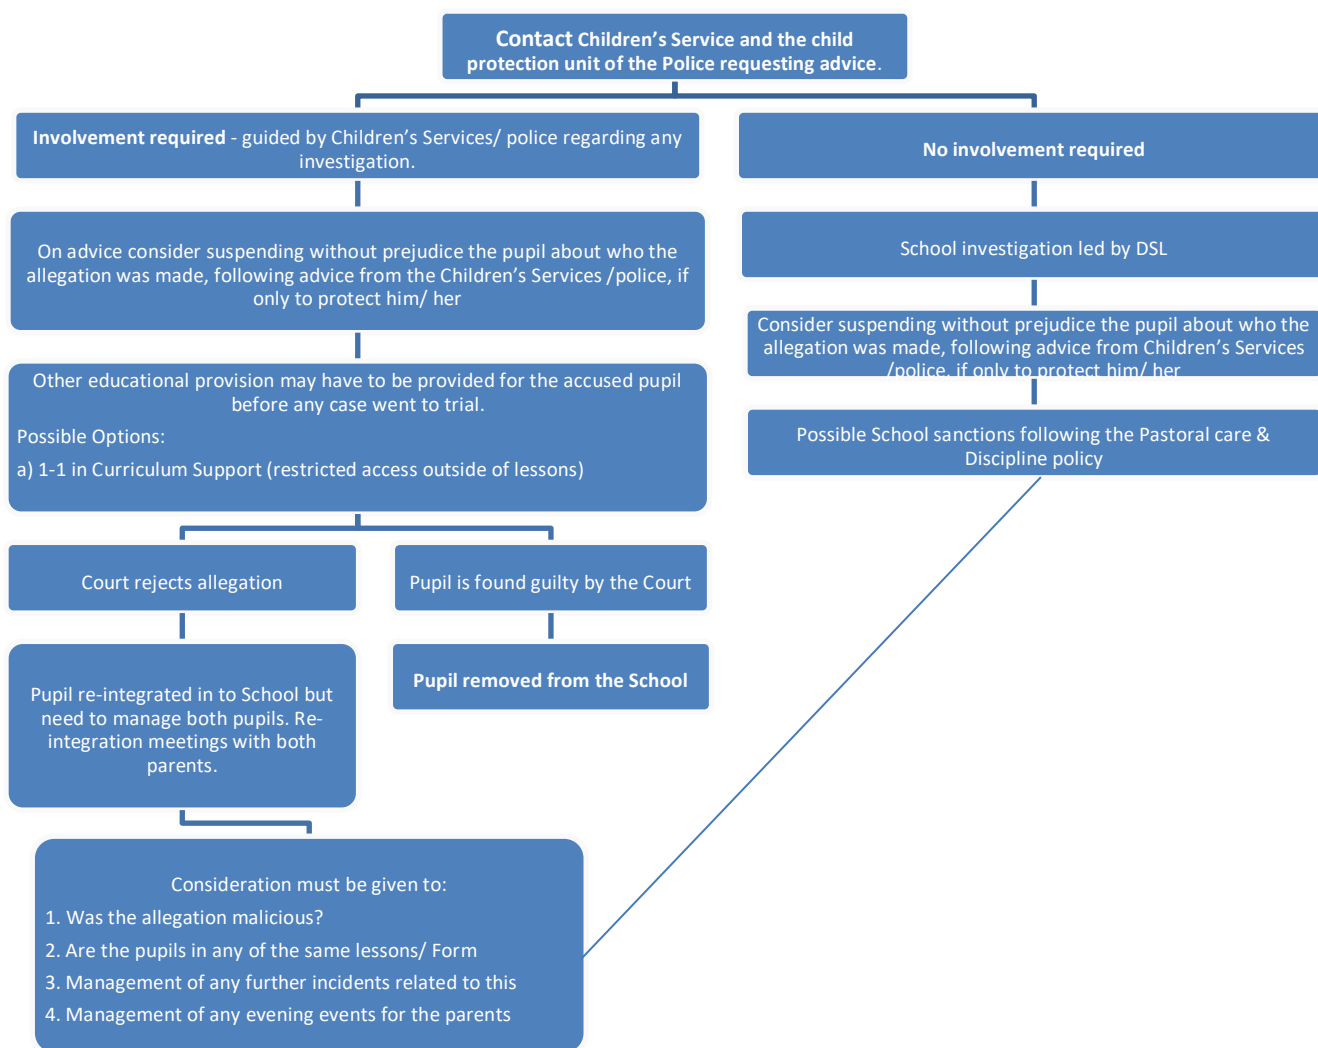 Contact Children’s Service and the child
protection unit of the Police requesting advice.
Involvement required - guided by Children’s Services/ police regarding any
investigation.
No involvement required
On advice consider suspending without prejudice the pupil about who the
allegation was made, following advice from the Children’s Services /police, if
only to protect him/ her
School investigation led by DSL
Consider suspending without prejudice the pupil about who the
allegation was made, following advice from Children’s Services
/police, if only to protect him/ her
Other educational provision may have to be provided for the accused pupil
before any case went to trial.
Possible Options:
a) 1-1 in Curriculum Support (restricted access outside of lessons)
Possible School sanctions following the Pastoral care &
Discipline policy
Court rejects allegation
Pupil is found guilty by the Court
Pupil re-integrated in to School but
need to manage both pupils. Re-
integration meetings with both
parents.
Pupil removed from the School
Consideration must be given to:
1. Was the allegation malicious?
2. Are the pupils in any of the same lessons/ Form
3. Management of any further incidents related to this
4. Management of any evening events for the parents